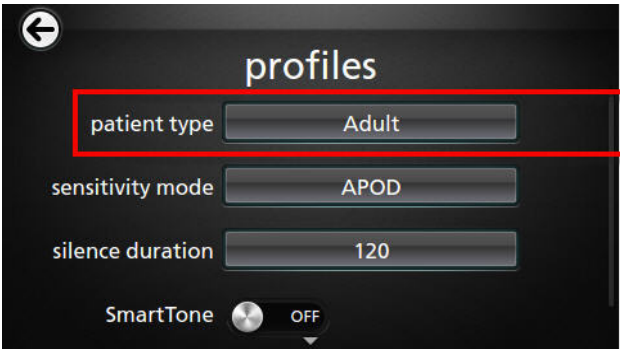 profiles
patient type Adult
sensitivity mode APOD
silence duration 120
SmartTone OFF